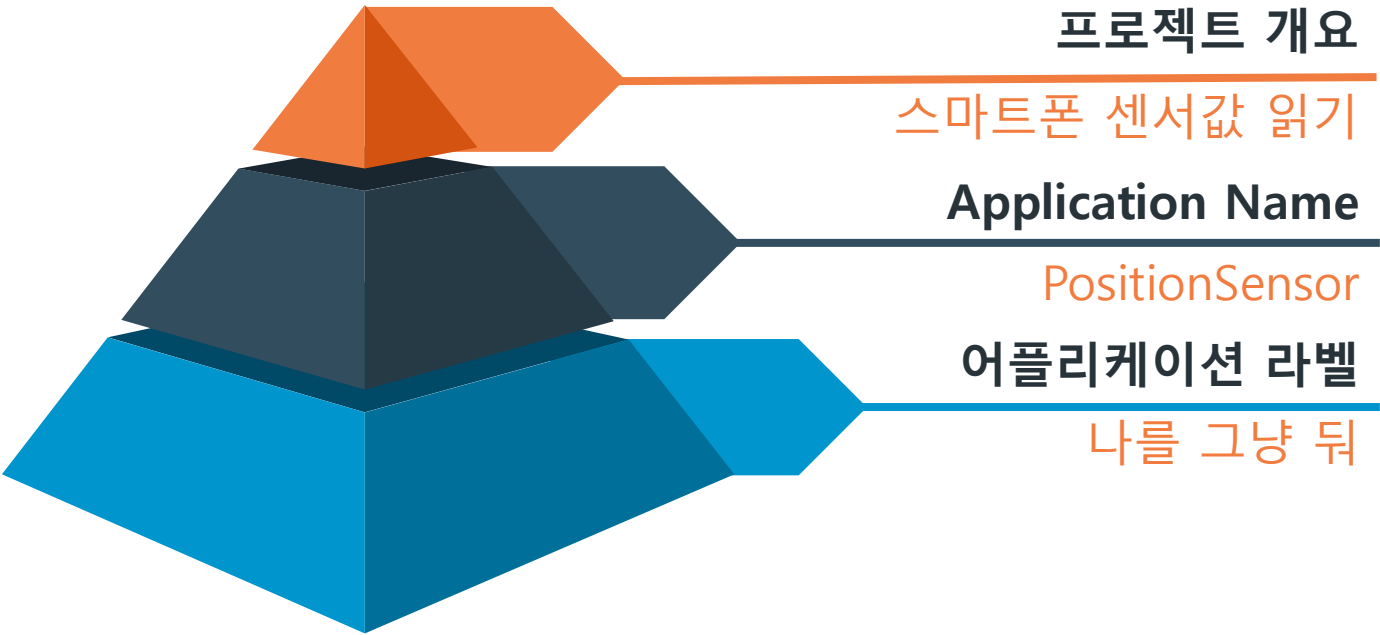 프로젝트 개요
스마트폰 센서값 읽기
Application Name
PositionSensor
어플리케이션 라벨
나를 그냥 둬